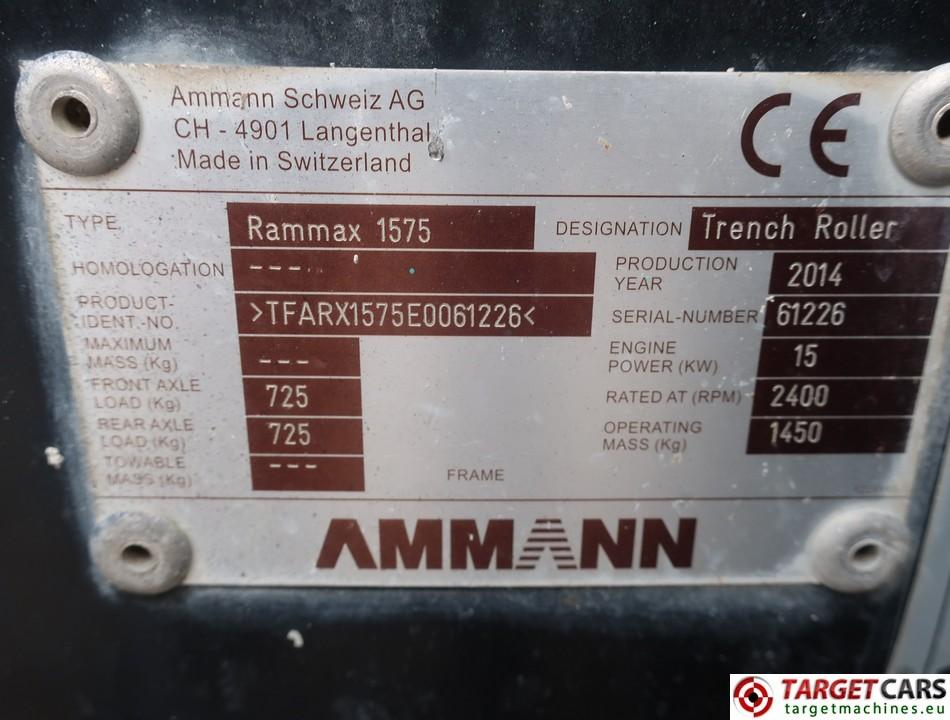 Ammann Schweiz AG
CH - 4901 Langenthal
Made in Switzerland
CE
TYPE Rammax 1575 DESIGNATION Trench Roller
HOMOLOGATION ---
PRODUCTION YEAR 2014
PRODUCT-IDENT.-NO. >TFARX1575E0061226<
SERIAL-NUMBER 61226
MAXIMUM MASS (Kg) ---
ENGINE POWER (KW) 15
FRONT AXLE LOAD (Kg) 725
RATED AT (RPM) 2400
REAR AXLE LOAD (Kg) 725
OPERATING MASS (Kg) 1450
TOWABLE MASS (Kg) ---
FRAME
AMMANN
TARGETCARS
targetmachines.eu